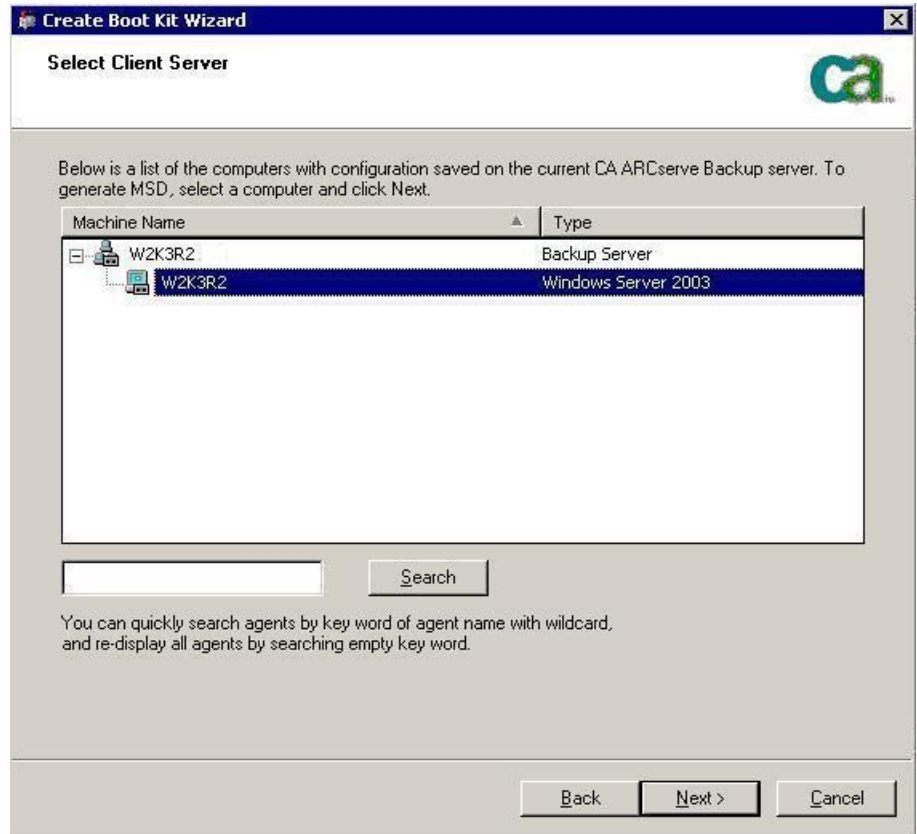 Create Boot Kit Wizard
Select Client Server
ca
Below is a list of the computers with configuration saved on the current CA ARCserve Backup server. To
generate MSD, select a computer and click Next.
Machine Name Type
W2K3R2 Backup Server
W2K3R2 Windows Server 2003
Search
You can quickly search agents by key word of agent name with wildcard,
and re-display all agents by searching empty key word.
Back Next > Cancel